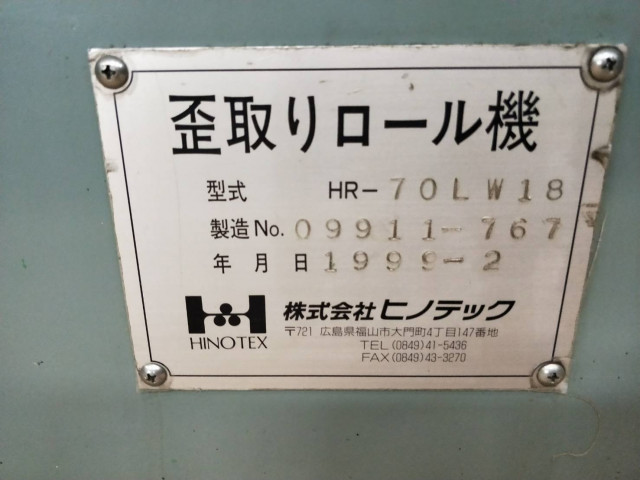 歪取りロール機
型式 HR-70LW18
製造No. 09911-767
年月日 1999-2
HINOTEX
株式会社ヒノテック
〒721 広島県福山市大門町4丁目147番地
TEL (0849)41-5436
FAX (0849)43-3270